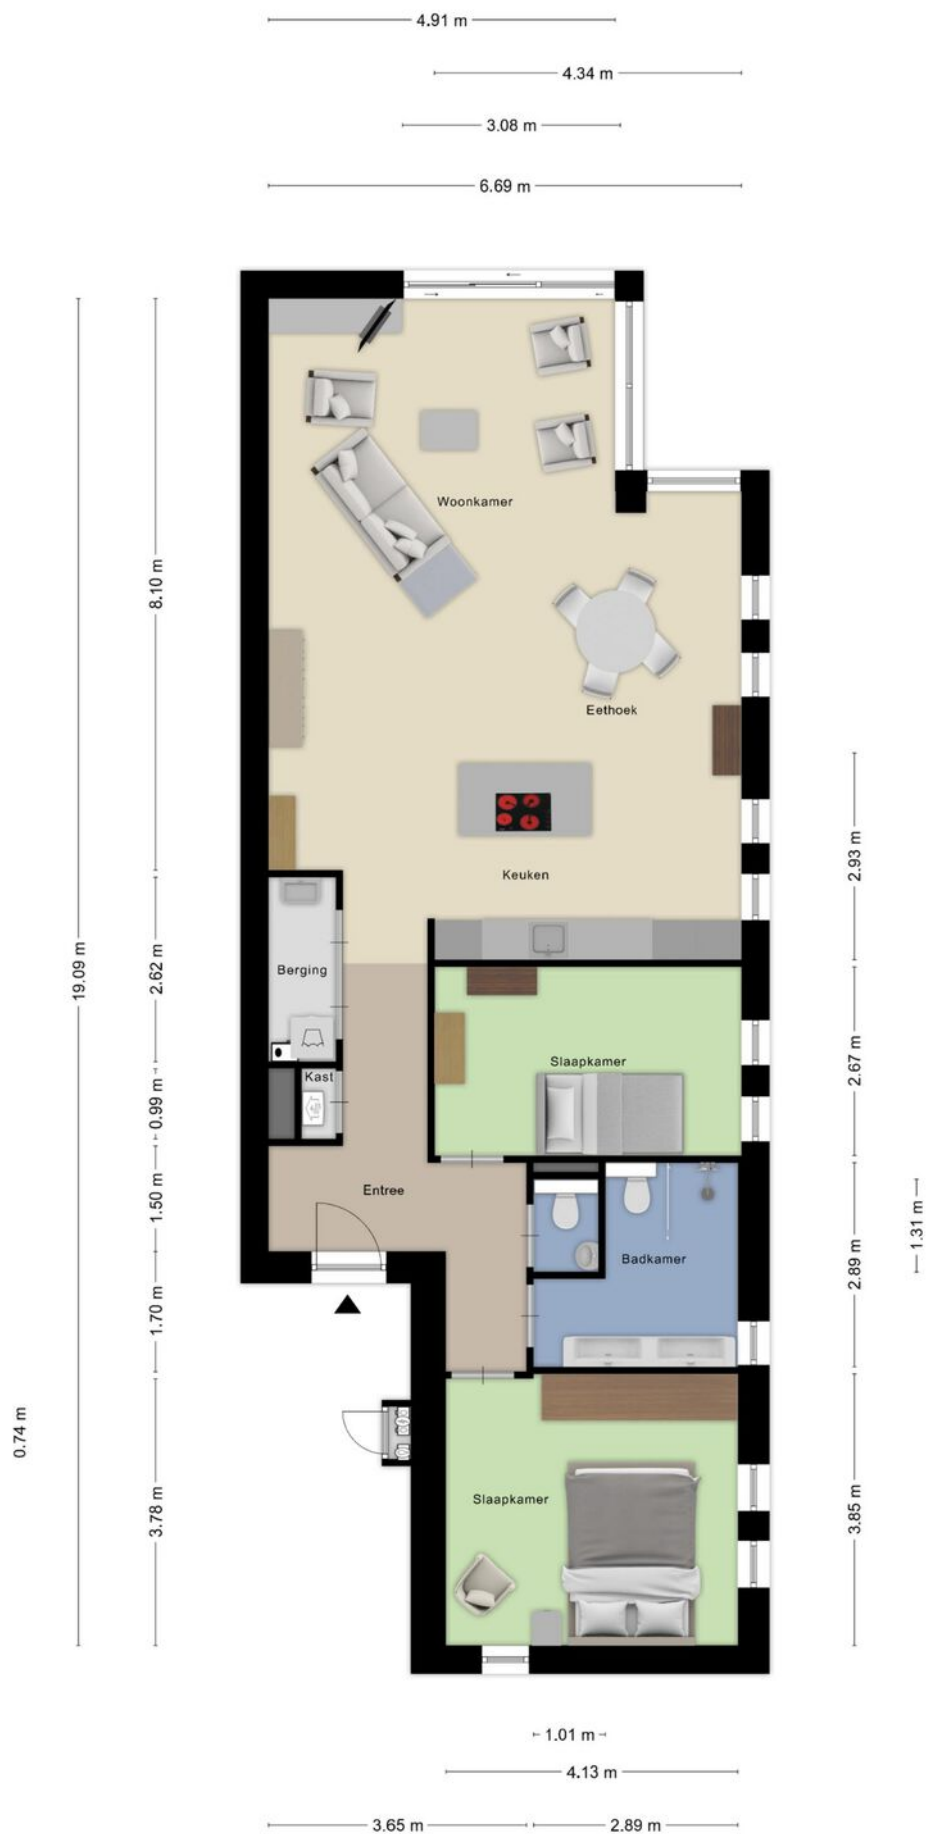 4.91 m
4.34 m
3.08 m
6.69 m
Woonkamer
8.10 m
Eethoek
2.93 m
Keuken
19.09 m
2.62 m
Berging
2.67 m
Slaapkamer
Kast
0.99 m
Entree
1.50 m
1.31 m
Badkamer
2.89 m
1.70 m
0.74 m
Slaapkamer
3.78 m
3.85 m
1.01 m
4.13 m
3.65 m
2.89 m